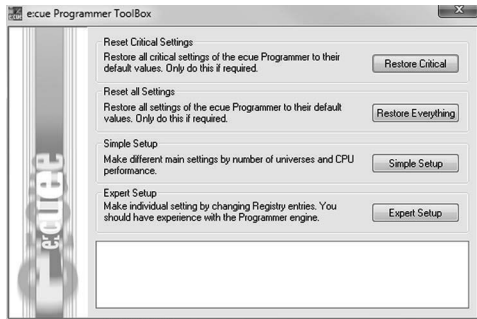 e:cue Programmer ToolBox
Reset Critical Settings
Restore all critical settings of the ecue Programmer to their
default values. Only do this if required.
Restore Critical
Reset all Settings
Restore all settings of the ecue Programmer to their default
values. Only do this if required.
Restore Everything
Simple Setup
Make different main settings by number of universes and CPU
performance.
Simple Setup
Expert Setup
Make individual setting by changing Registry entries. You
should have experience with the Programmer engine.
Expert Setup
e:cue